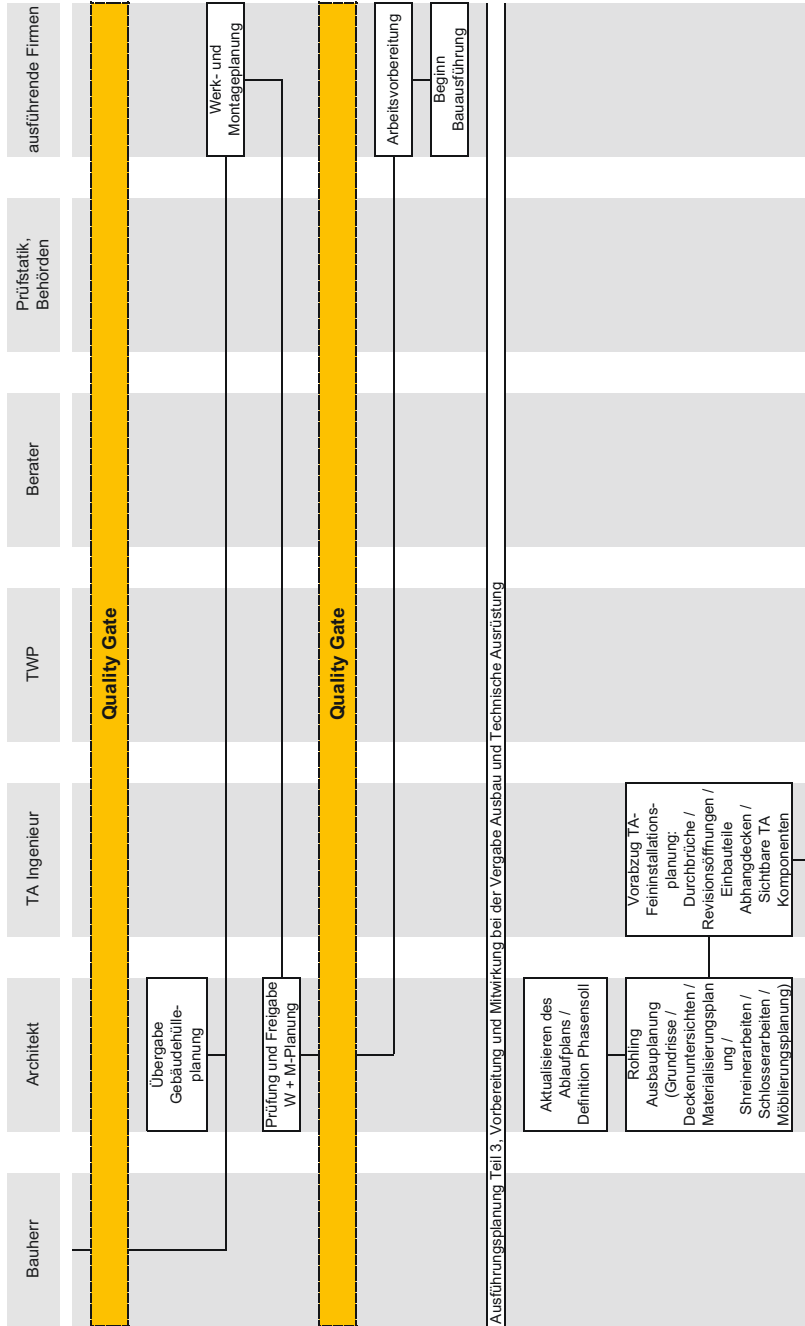 Bauherr
Architekt
TA Ingenieur
TWP
Berater
Prüfstatik,
Behörden
ausführende Firmen
Quality Gate
Übergabe
Gebäudehülle-
planung
Werk- und
Montageplanung
Prüfung und Freigabe
W + M-Planung
Quality Gate
Arbeitsvorbereitung
Beginn
Bauausführung
Ausführungsplanung Teil 3, Vorbereitung und Mitwirkung bei der Vergabe Ausbau und Technische Ausrüstung
Aktualisieren des
Ablaufplans /
Definition Phasensoll
Rohling
Ausbauplanung
(Grundrisse /
Deckenuntersichten /
Materialisierungsplan
ung /
Shreinerarbeiten /
Schlosserarbeiten /
Möblierungsplanung)
Vorabzug TA-
Feininstallations-
planung:
Durchbrüche /
Revisionsöffnungen /
Einbauteile
Abhangdecken /
Sichtbare TA
Komponenten